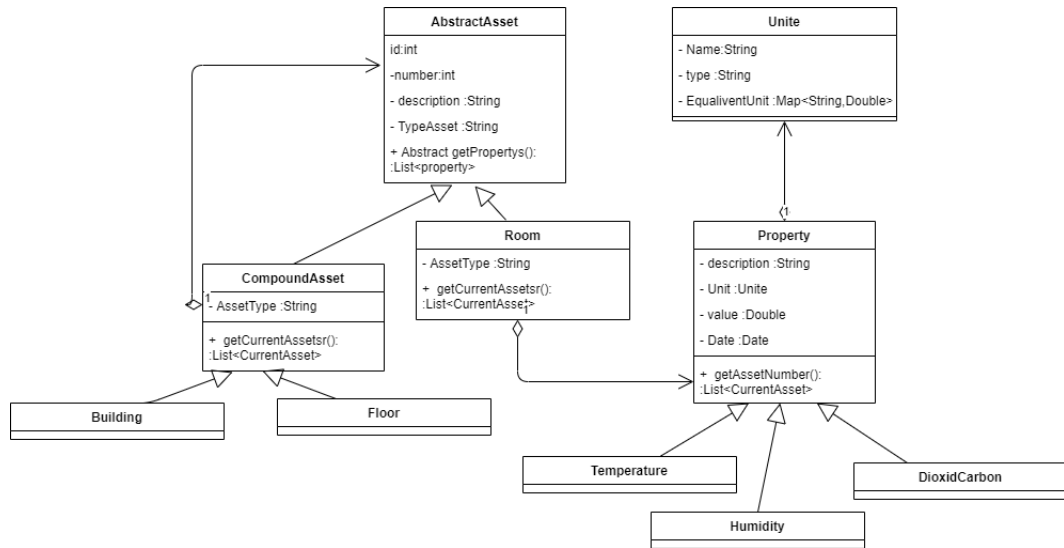 AbstractAsset
id:int
-number:int
- description :String
- TypeAsset :String
+ Abstract getPropertys():
:List<property>
Unite
- Name:String
- type :String
- EqualiventUnit :Map<String,Double>
CompoundAsset
1
- AssetType :String
+ getCurrentAssetsr():
:List<CurrentAsset>
Room
- AssetType :String
+ getCurrentAssetsr():
:List<CurrentAsset>
1
1
Property
- description :String
- Unit :Unite
- value :Double
- Date :Date
+ getAssetNumber():
:List<CurrentAsset>
Building
Floor
Temperature
Humidity
DioxidCarbon